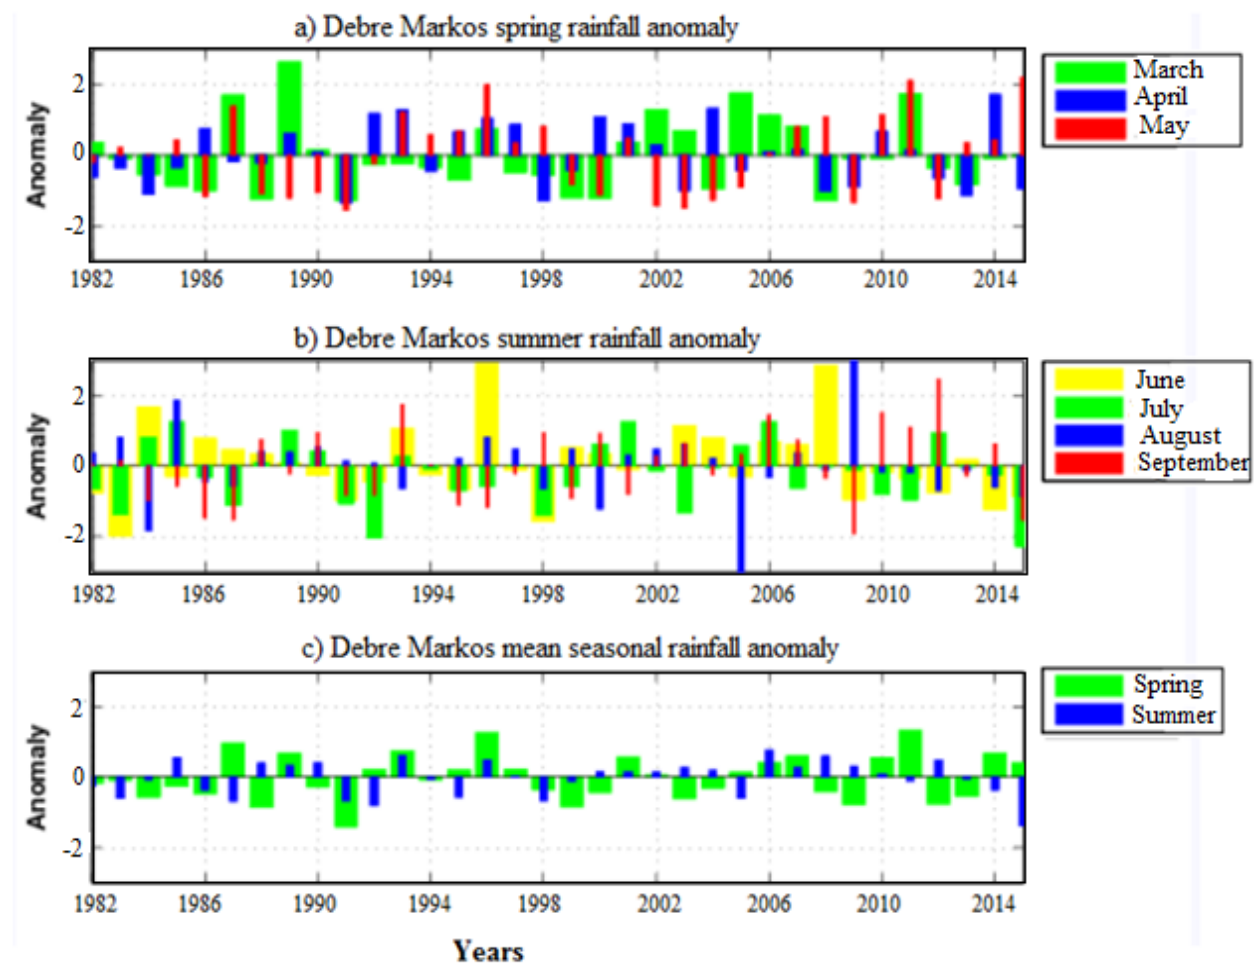 a) Debre Markos spring rainfall anomaly
Anomaly
2
0
-2
1982 1986 1990 1994 1998 2002 2006 2010 2014
March
April
May
b) Debre Markos summer rainfall anomaly
Anomaly
2
0
-2
1982 1986 1990 1994 1998 2002 2006 2010 2014
June
July
August
September
c) Debre Markos mean seasonal rainfall anomaly
Anomaly
2
0
-2
1982 1986 1990 1994 1998 2002 2006 2010 2014
Spring
Summer
Years